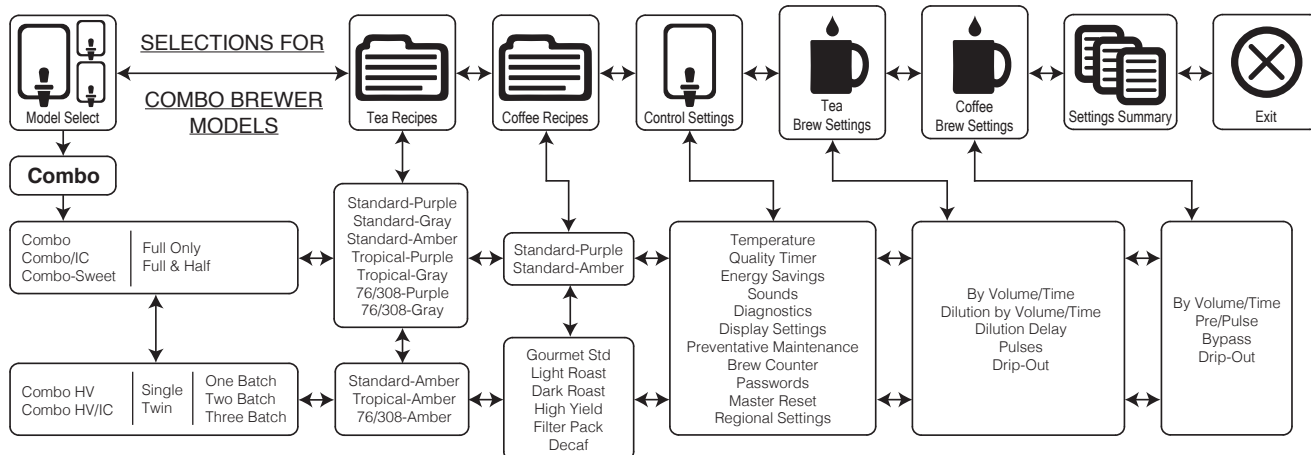 SELECTIONS FOR
COMBO BREWER
MODELS
Model Select
Tea Recipes
Coffee Recipes
Control Settings
Tea
Brew Settings
Coffee
Brew Settings
Settings Summary
Exit
Combo
Combo
Combo/IC
Combo-Sweet
Full Only
Full & Half
Standard-Purple
Standard-Gray
Standard-Amber
Tropical-Purple
Tropical-Gray
76/308-Purple
76/308-Gray
Standard-Purple
Standard-Amber
Temperature
Quality Timer
Energy Savings
Sounds
Diagnostics
Display Settings
Preventative Maintenance
Brew Counter
Passwords
Master Reset
Regional Settings
By Volume/Time
Dilution by Volume/Time
Dilution Delay
Pulses
Drip-Out
By Volume/Time
Pre/Pulse
Bypass
Drip-Out
Combo HV
Combo HV/IC
Single
Twin
One Batch
Two Batch
Three Batch
Standard-Amber
Tropical-Amber
76/308-Amber
Gourmet Std
Light Roast
Dark Roast
High Yield
Filter Pack
Decaf